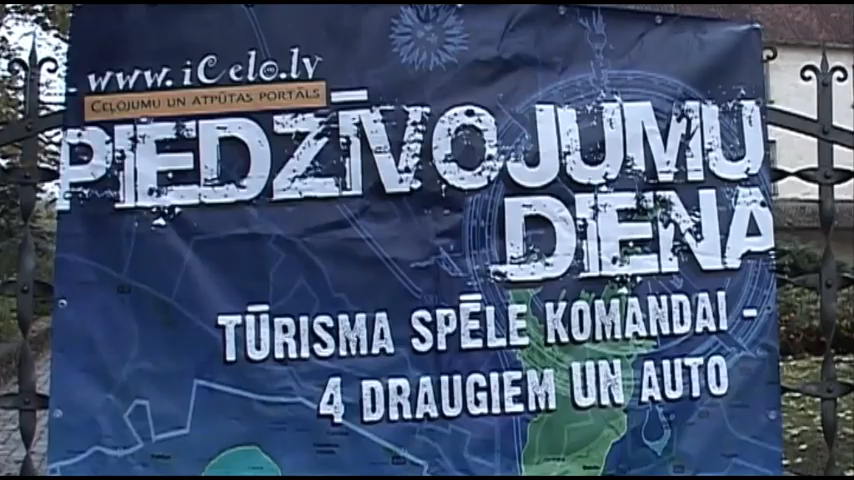 www.iCelo.lv
CEĻOJUMU UN ATPŪTAS PORTĀLS
PIEDZĪVOJUMU
DIENA
TŪRISMA SPĒLE KOMANDAI -
4 DRAUGIEM UN AUTO